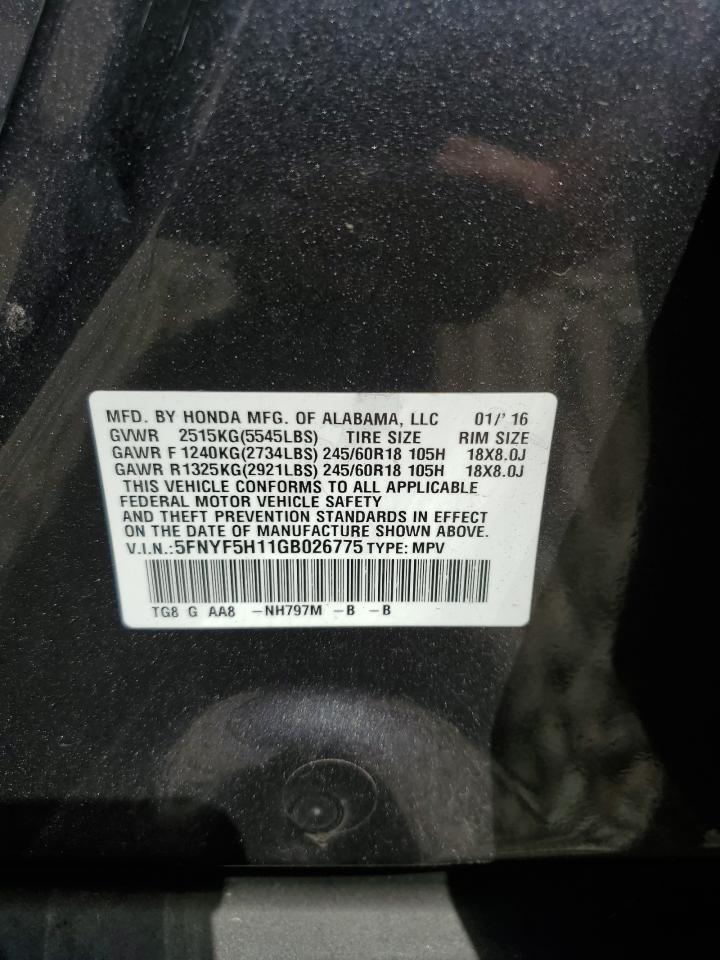 MFD. BY HONDA MFG. OF ALABAMA, LLC 01/' 16
GVWR 2515KG(5545LBS) TIRE SIZE RIM SIZE
GAWR F 1240KG(2734LBS) 245/60R18 105H 18X8.0J
GAWR R 1325KG(2921LBS) 245/60R18 105H 18X8.0J
THIS VEHICLE CONFORMS TO ALL APPLICABLE
FEDERAL MOTOR VEHICLE SAFETY
AND THEFT PREVENTION STANDARDS IN EFFECT
ON THE DATE OF MANUFACTURE SHOWN ABOVE.
V.I.N.:5FNYF5H11GB026775 TYPE: MPV
TG8 G AA8 -NH797M -B -B